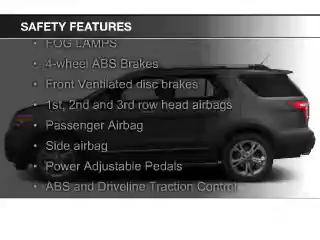 SAFETY FEATURES
• FOG LAMPS
• 4-wheel ABS Brakes
• Front Ventilated disc brakes
• 1st, 2nd and 3rd row head airbags
• Passenger Airbag
• Side airbag
• Power Adjustable Pedals
• ABS and Driveline Traction Control